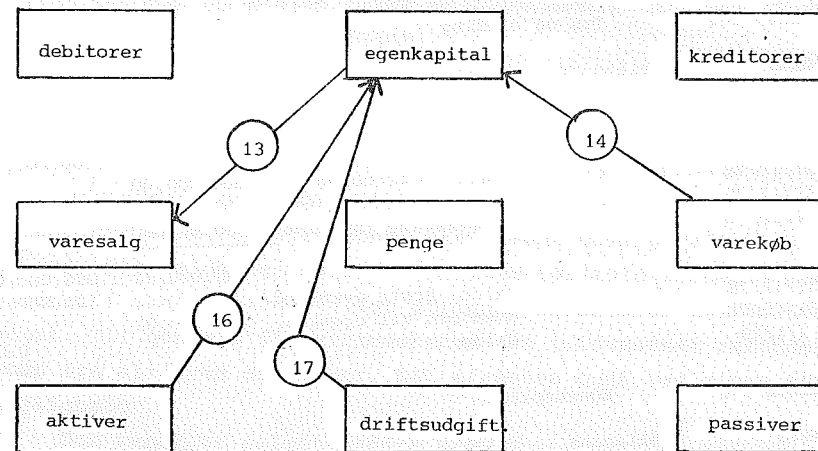 debitorer
egenkapital
kreditorer
13
14
varesalg
penge
varekøb
16
17
aktiver
driftsudgift.
passiver